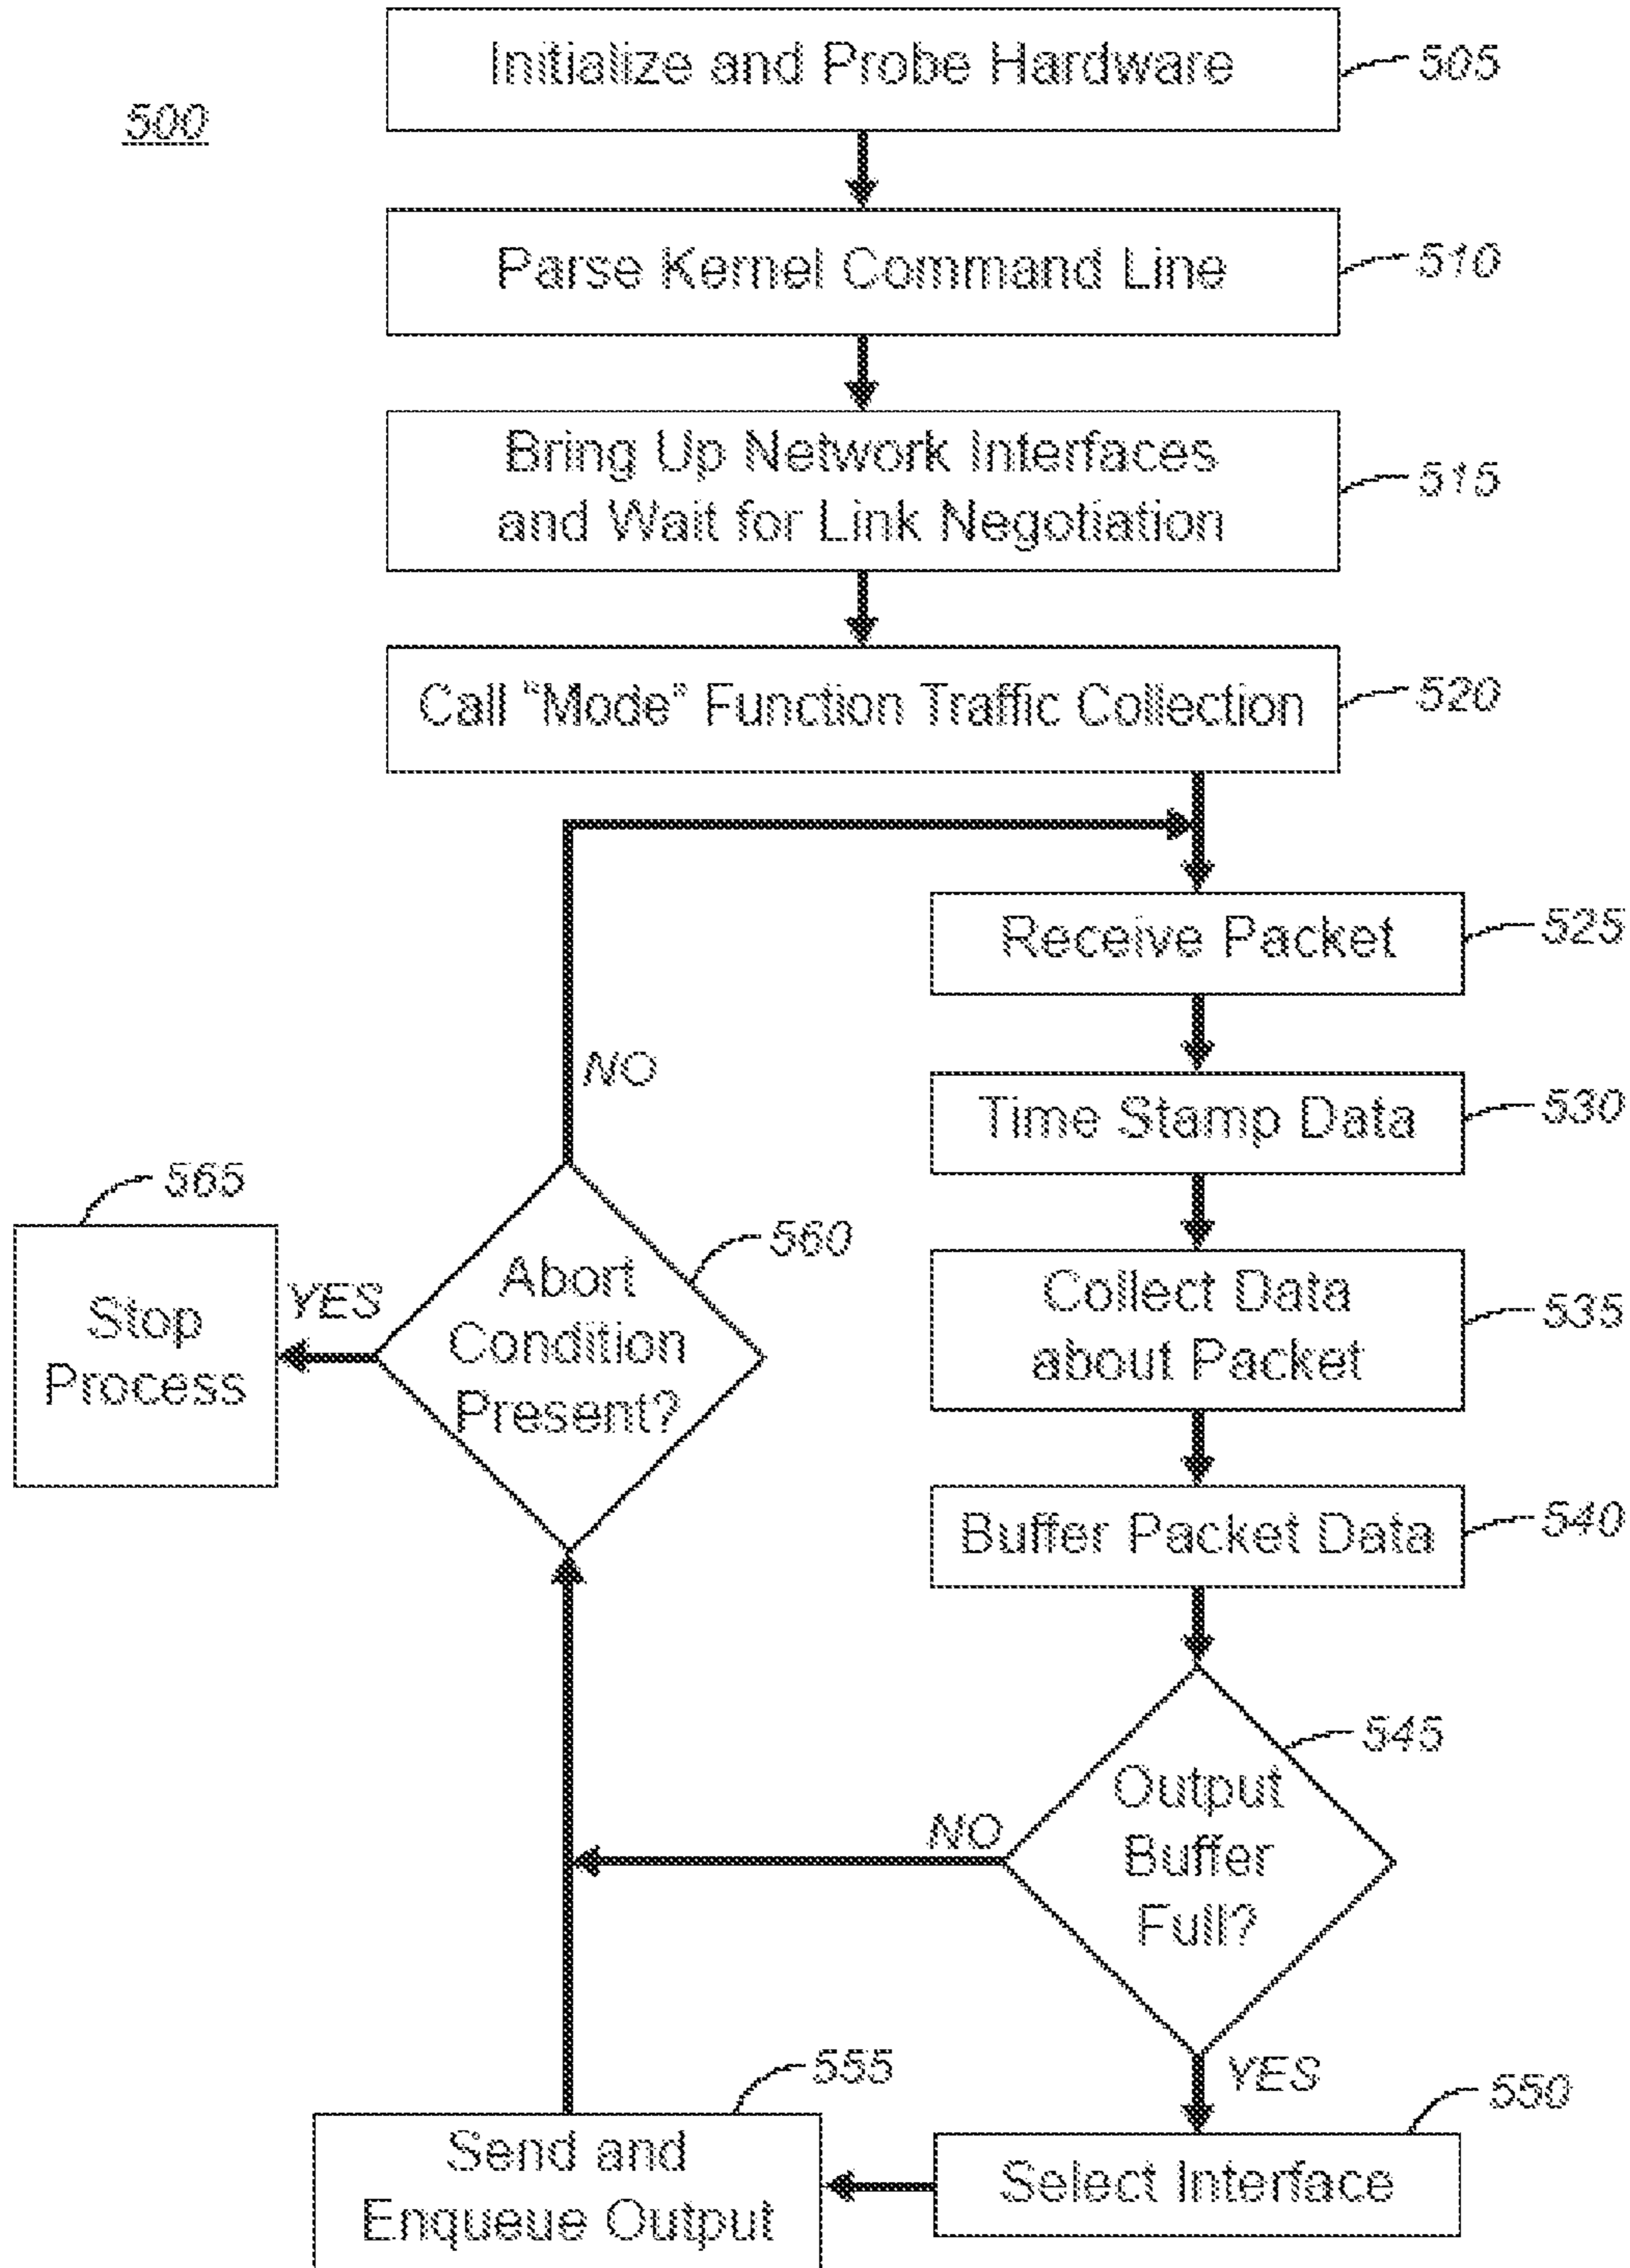 500
Initialize and Probe Hardware
505
Parse Kernel Command Line
510
Bring Up Network Interfaces
and Wait for Link Negotiation
515
Call "Mode" Function Traffic Collection
520
Receive Packet
525
Time Stamp Data
530
Collect Data
about Packet
535
Buffer Packet Data
540
Output
Buffer
Full?
545
NO
YES
Select Interface
550
Send and
Enqueue Output
555
Abort
Condition
Present?
560
NO
YES
Stop
Process
565